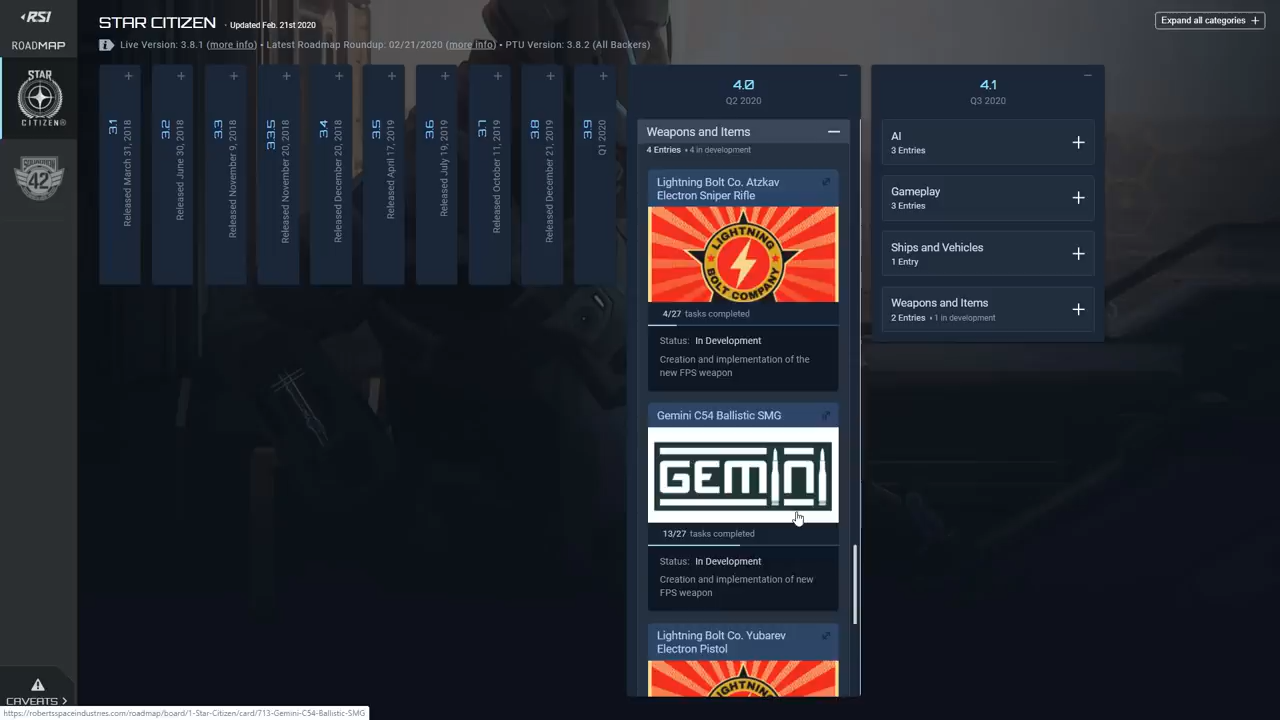 RSI
ROADMAP
STAR
CITIZEN®
SQUADRON
42
CAVEATS
STAR CITIZEN · Updated Feb. 21st 2020
Live Version: 3.8.1 (more info) • Latest Roadmap Roundup: 02/21/2020 (more info) • PTU Version: 3.8.2 (All Backers)
Expand all categories +
3.1
Released March 31, 2018
3.2
Released June 30, 2018
3.3
Released November 9, 2018
3.3.5
Released November 20, 2018
3.4
Released December 20, 2018
3.5
Released April 17, 2019
3.6
Released July 19, 2019
3.7
Released October 11, 2019
3.8
Released December 21, 2019
3.9
Q1 2020
4.0
Q2 2020
Weapons and Items
4 Entries • 4 in development
Lightning Bolt Co. Atzkav
Electron Sniper Rifle
LIGHTNING
BOLT COMPANY
4/27 tasks completed
Status: In Development
Creation and implementation of the
new FPS weapon
Gemini C54 Ballistic SMG
GEMINI
13/27 tasks completed
Status: In Development
Creation and implementation of new
FPS weapon
Lightning Bolt Co. Yubarev
Electron Pistol
4.1
Q3 2020
AI
3 Entries
Gameplay
3 Entries
Ships and Vehicles
1 Entry
Weapons and Items
2 Entries • 1 in development
https://robertsspaceindustries.com/roadmap/board/1-Star-Citizen/card/713-Gemini-C54-Ballistic-SMG